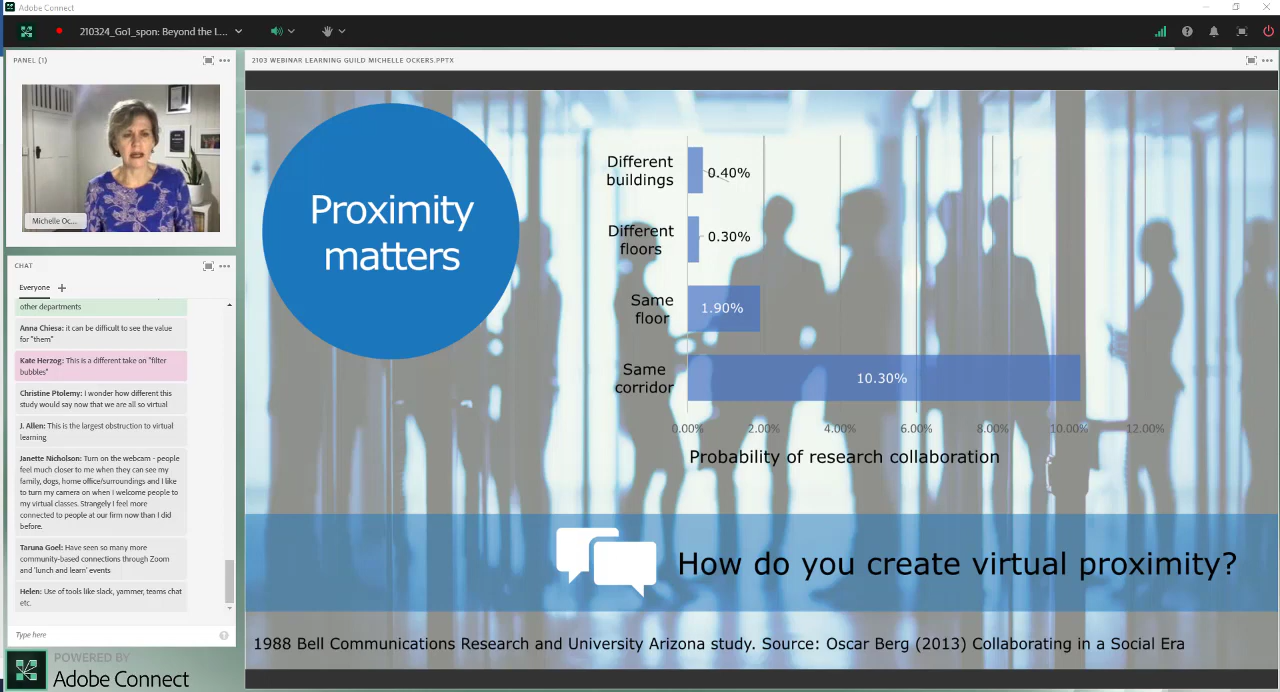 Adobe Connect
210324_Go1_spon: Beyond the L...
PANEL (1)
Michelle Oc...
CHAT
Everyone
other departments
Anna Chiesa: it can be difficult to see the value
for "them"
Kate Herzog: This is a different take on "filter
bubbles"
Christine Ptolemy: I wonder how different this
study would say now that we are all so virtual
J. Allen: This is the largest obstruction to virtual
learning
Janette Nicholson: Turn on the webcam - people
feel much closer to me when they can see my
family, dogs, home office/surroundings and I like
to turn my camera on when I welcome people to
my virtual classes. Strangely I feel more
connected to people at our firm now than I did
before.
Taruna Goel: Have seen so many more
community-based connections through Zoom
and 'lunch and learn' events
Helen: Use of tools like slack, yammer, teams chat
etc.
Type here
POWERED BY
Adobe Connect
2103 WEBINAR LEARNING GUILD MICHELLE OCKERS.PPTX
Proximity
matters
Different
buildings
0.40%
Different
floors
0.30%
Same
floor
1.90%
Same
corridor
10.30%
0.00% 2.00% 4.00% 6.00% 8.00% 10.00% 12.00%
Probability of research collaboration
How do you create virtual proximity?
1988 Bell Communications Research and University Arizona study. Source: Oscar Berg (2013) Collaborating in a Social Era